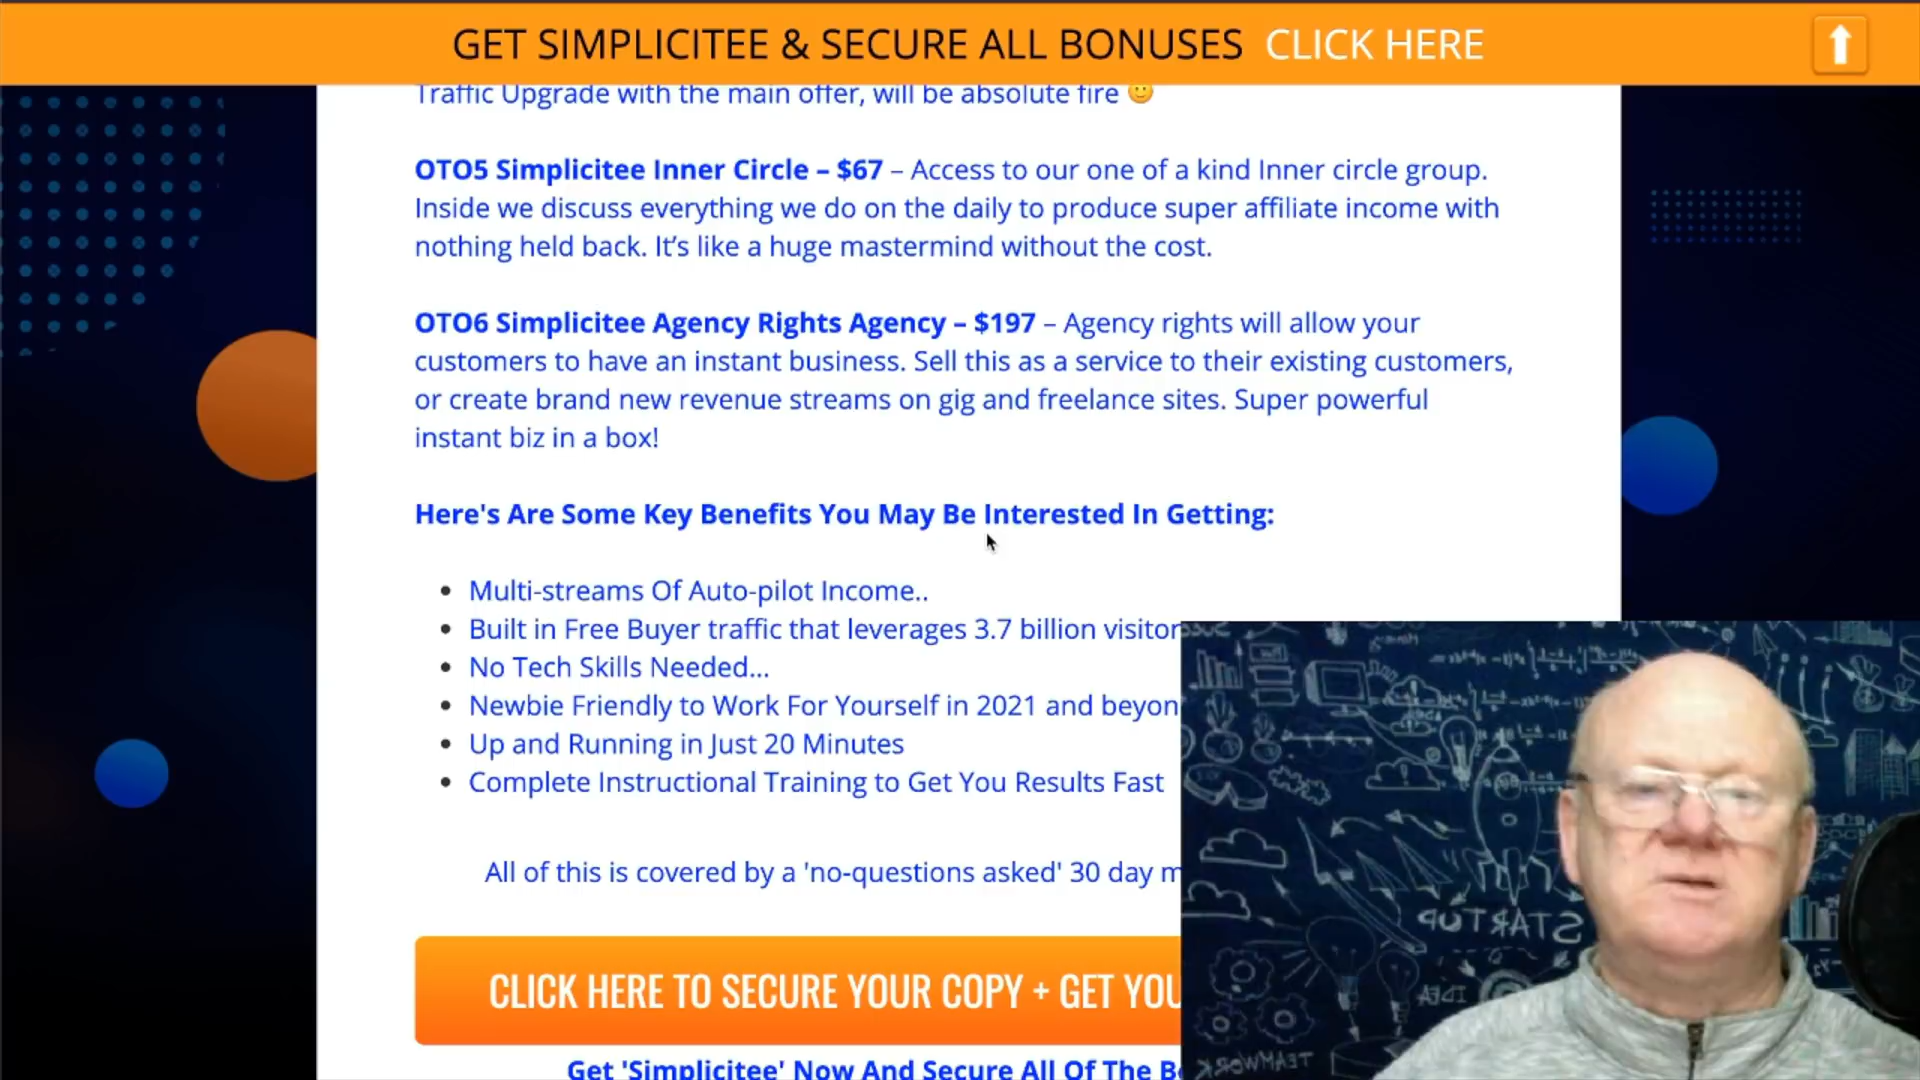 GET SIMPLICITEE & SECURE ALL BONUSES CLICK HERE
Traffic Upgrade with the main offer, will be absolute fire 🙂
OTO5 Simplicitee Inner Circle – $67 – Access to our one of a kind Inner circle group.
Inside we discuss everything we do on the daily to produce super affiliate income with
nothing held back. It’s like a huge mastermind without the cost.
OTO6 Simplicitee Agency Rights Agency – $197 – Agency rights will allow your
customers to have an instant business. Sell this as a service to their existing customers,
or create brand new revenue streams on gig and freelance sites. Super powerful
instant biz in a box!
Here's Are Some Key Benefits You May Be Interested In Getting:
Multi-streams Of Auto-pilot Income..
Built in Free Buyer traffic that leverages 3.7 billion visitor
No Tech Skills Needed...
Newbie Friendly to Work For Yourself in 2021 and beyon
Up and Running in Just 20 Minutes
Complete Instructional Training to Get You Results Fast
All of this is covered by a 'no-questions asked' 30 day m
CLICK HERE TO SECURE YOUR COPY + GET YOU
Get 'Simplicitee' Now And Secure All Of The B
STARTUP
IDEA
TEAMWORK